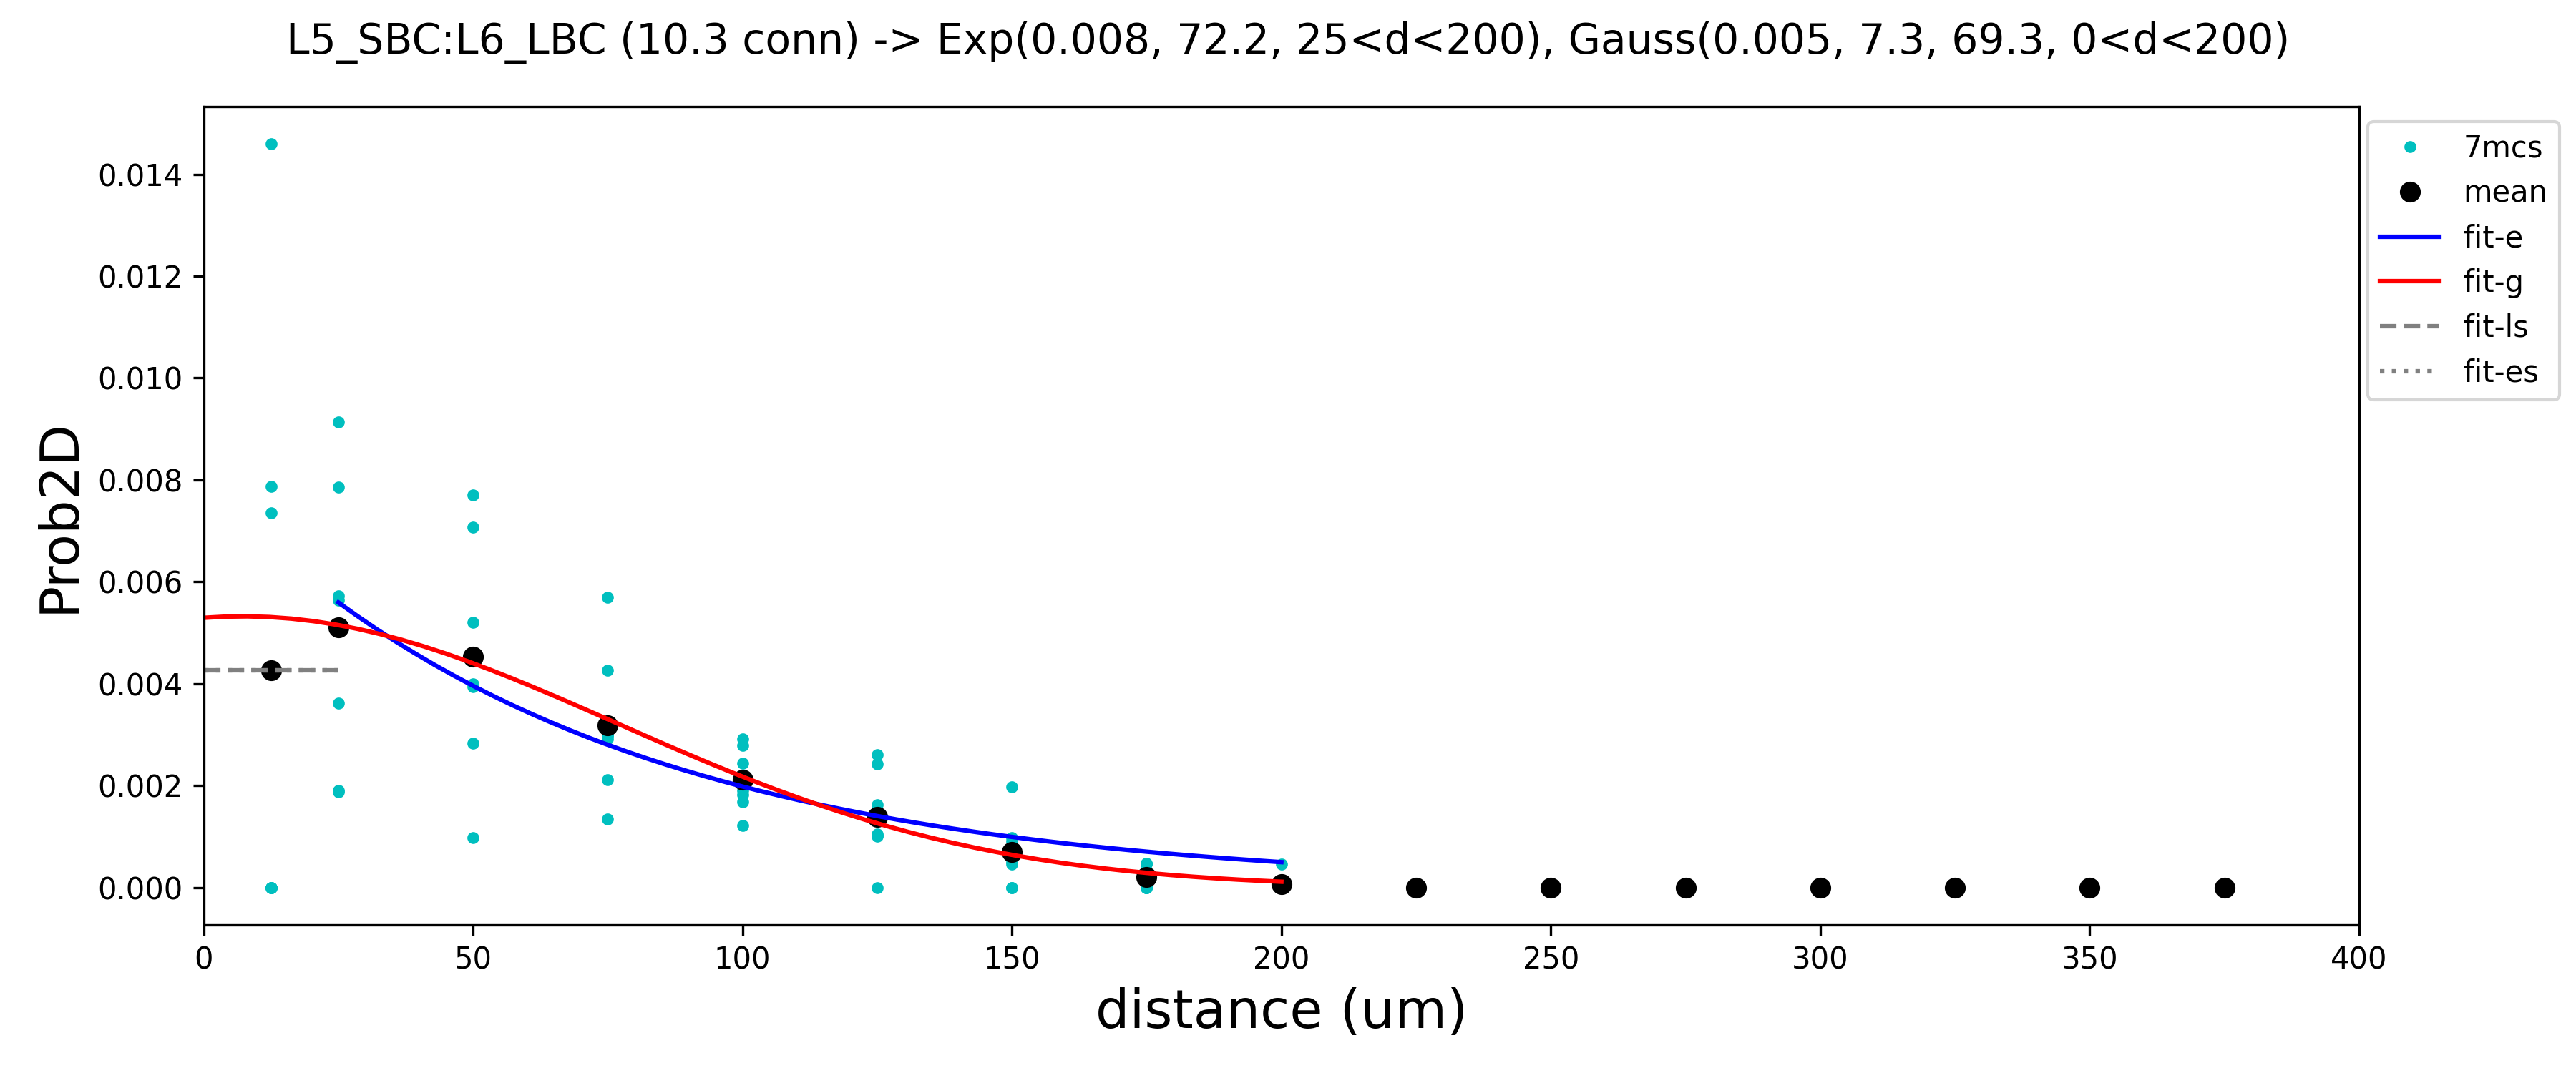 L5_SBC:L6_LBC (10.3 conn) -> Exp(0.008, 72.2, 25<d<200), Gauss(0.005, 7.3, 69.3, 0<d<200)
7mcs
mean
fit-e
fit-g
fit-ls
fit-es
Prob2D
0.014
0.012
0.010
0.008
0.006
0.004
0.002
0.000
0 50 100 150 200 250 300 350 400
distance (um)